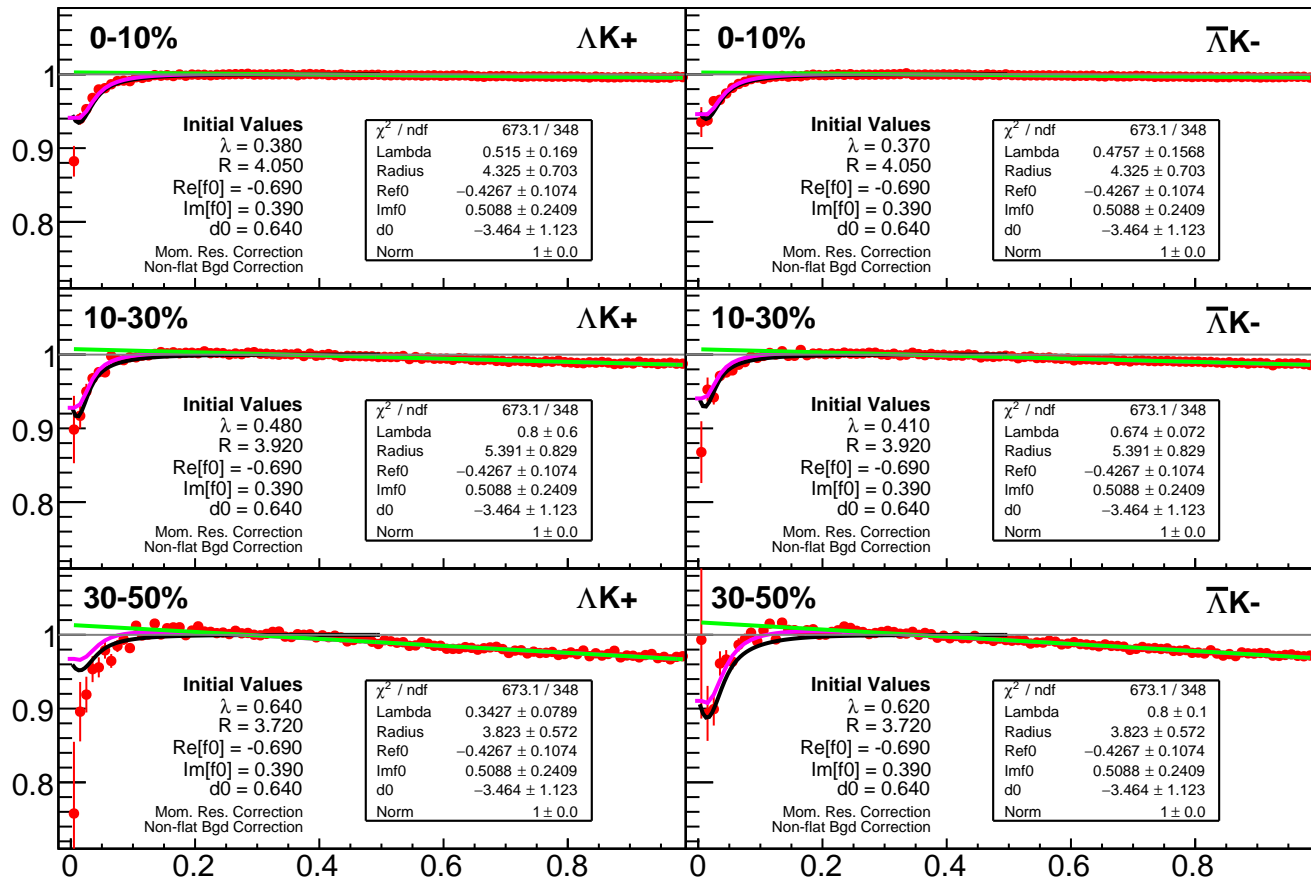 0-10% ΛK+
1
0.9
0.8
Initial Values
λ = 0.380
R = 4.050
Re[f0] = -0.690
Im[f0] = 0.390
d0 = 0.640
Mom. Res. Correction
Non-flat Bgd Correction
χ² / ndf 673.1 / 348
Lambda 0.515 ± 0.169
Radius 4.325 ± 0.703
Ref0 −0.4267 ± 0.1074
Imf0 0.5088 ± 0.2409
d0 −3.464 ± 1.123
Norm 1 ± 0.0
0-10% Λ̅K-
Initial Values
λ = 0.370
R = 4.050
Re[f0] = -0.690
Im[f0] = 0.390
d0 = 0.640
Mom. Res. Correction
Non-flat Bgd Correction
χ² / ndf 673.1 / 348
Lambda 0.4757 ± 0.1568
Radius 4.325 ± 0.703
Ref0 −0.4267 ± 0.1074
Imf0 0.5088 ± 0.2409
d0 −3.464 ± 1.123
Norm 1 ± 0.0
10-30% ΛK+
1
0.9
0.8
Initial Values
λ = 0.480
R = 3.920
Re[f0] = -0.690
Im[f0] = 0.390
d0 = 0.640
Mom. Res. Correction
Non-flat Bgd Correction
χ² / ndf 673.1 / 348
Lambda 0.8 ± 0.6
Radius 5.391 ± 0.829
Ref0 −0.4267 ± 0.1074
Imf0 0.5088 ± 0.2409
d0 −3.464 ± 1.123
Norm 1 ± 0.0
10-30% Λ̅K-
Initial Values
λ = 0.410
R = 3.920
Re[f0] = -0.690
Im[f0] = 0.390
d0 = 0.640
Mom. Res. Correction
Non-flat Bgd Correction
χ² / ndf 673.1 / 348
Lambda 0.674 ± 0.072
Radius 5.391 ± 0.829
Ref0 −0.4267 ± 0.1074
Imf0 0.5088 ± 0.2409
d0 −3.464 ± 1.123
Norm 1 ± 0.0
30-50% ΛK+
1
0.9
0.8
Initial Values
λ = 0.640
R = 3.720
Re[f0] = -0.690
Im[f0] = 0.390
d0 = 0.640
Mom. Res. Correction
Non-flat Bgd Correction
χ² / ndf 673.1 / 348
Lambda 0.3427 ± 0.0789
Radius 3.823 ± 0.572
Ref0 −0.4267 ± 0.1074
Imf0 0.5088 ± 0.2409
d0 −3.464 ± 1.123
Norm 1 ± 0.0
30-50% Λ̅K-
Initial Values
λ = 0.620
R = 3.720
Re[f0] = -0.690
Im[f0] = 0.390
d0 = 0.640
Mom. Res. Correction
Non-flat Bgd Correction
χ² / ndf 673.1 / 348
Lambda 0.8 ± 0.1
Radius 3.823 ± 0.572
Ref0 −0.4267 ± 0.1074
Imf0 0.5088 ± 0.2409
d0 −3.464 ± 1.123
Norm 1 ± 0.0
0 0.2 0.4 0.6 0.8 0 0.2 0.4 0.6 0.8